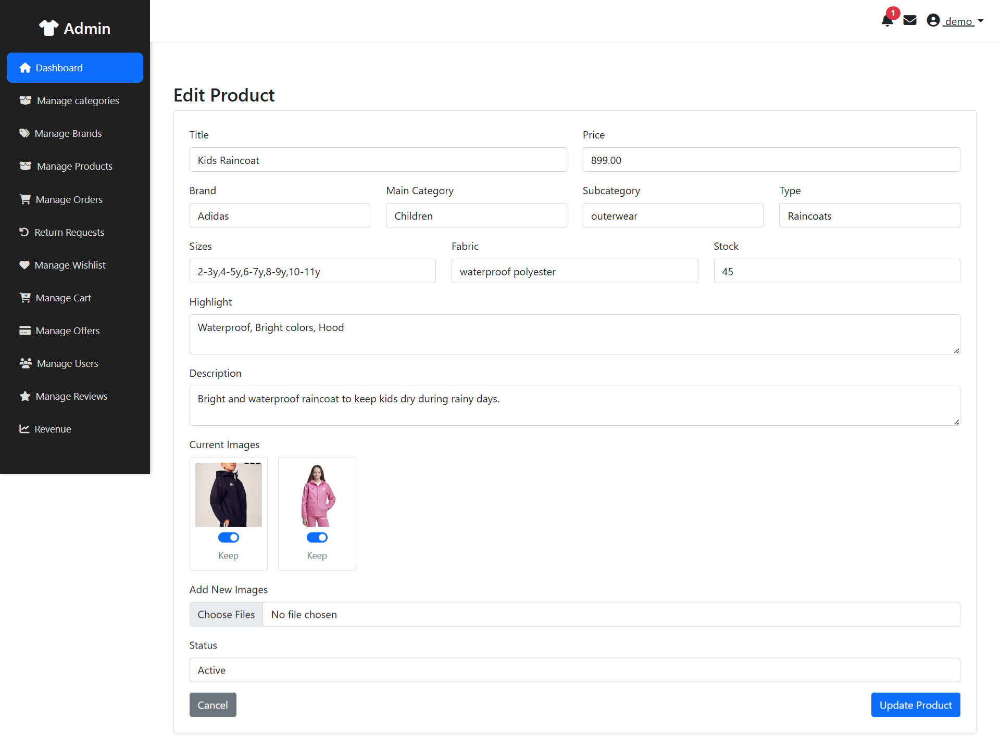 Admin
1
demo
Dashboard
Manage categories
Manage Brands
Manage Products
Manage Orders
Return Requests
Manage Wishlist
Manage Cart
Manage Offers
Manage Users
Manage Reviews
Revenue
Edit Product
Title
Price
Kids Raincoat
899.00
Brand
Main Category
Subcategory
Type
Adidas
Children
outerwear
Raincoats
Sizes
Fabric
Stock
2-3y,4-5y,6-7y,8-9y,10-11y
waterproof polyester
45
Highlight
Waterproof, Bright colors, Hood
Description
Bright and waterproof raincoat to keep kids dry during rainy days.
Current Images
Keep
Keep
Add New Images
Choose Files
No file chosen
Status
Active
Cancel
Update Product